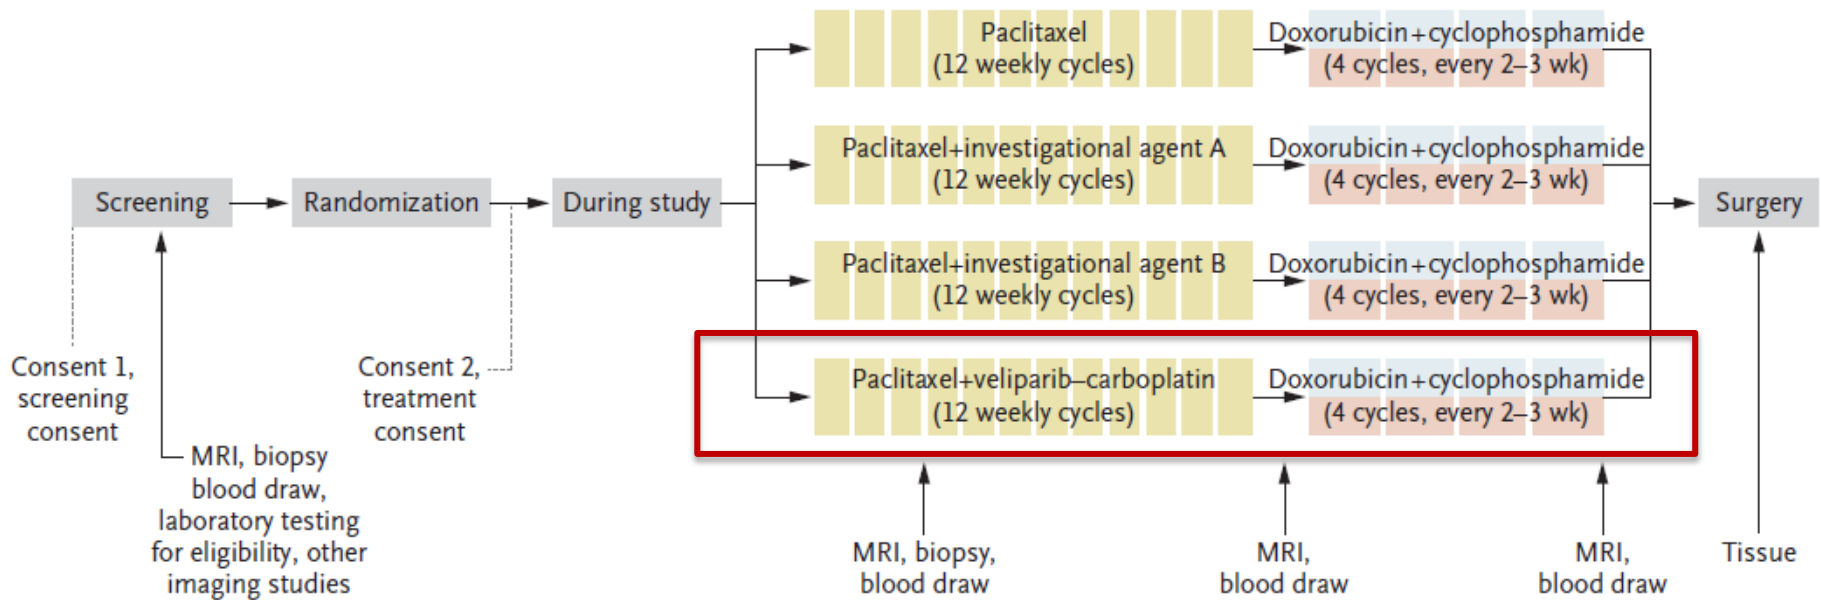 Screening
Randomization
During study
Paclitaxel
(12 weekly cycles)
Doxorubicin+cyclophosphamide
(4 cycles, every 2–3 wk)
Paclitaxel+investigational agent A
(12 weekly cycles)
Doxorubicin+cyclophosphamide
(4 cycles, every 2–3 wk)
Paclitaxel+investigational agent B
(12 weekly cycles)
Doxorubicin+cyclophosphamide
(4 cycles, every 2–3 wk)
Paclitaxel+veliparib–carboplatin
(12 weekly cycles)
Doxorubicin+cyclophosphamide
(4 cycles, every 2–3 wk)
Surgery
Consent 1,
screening
consent
Consent 2,
treatment
consent
MRI, biopsy
blood draw,
laboratory testing
for eligibility, other
imaging studies
MRI, biopsy,
blood draw
MRI,
blood draw
MRI,
blood draw
Tissue